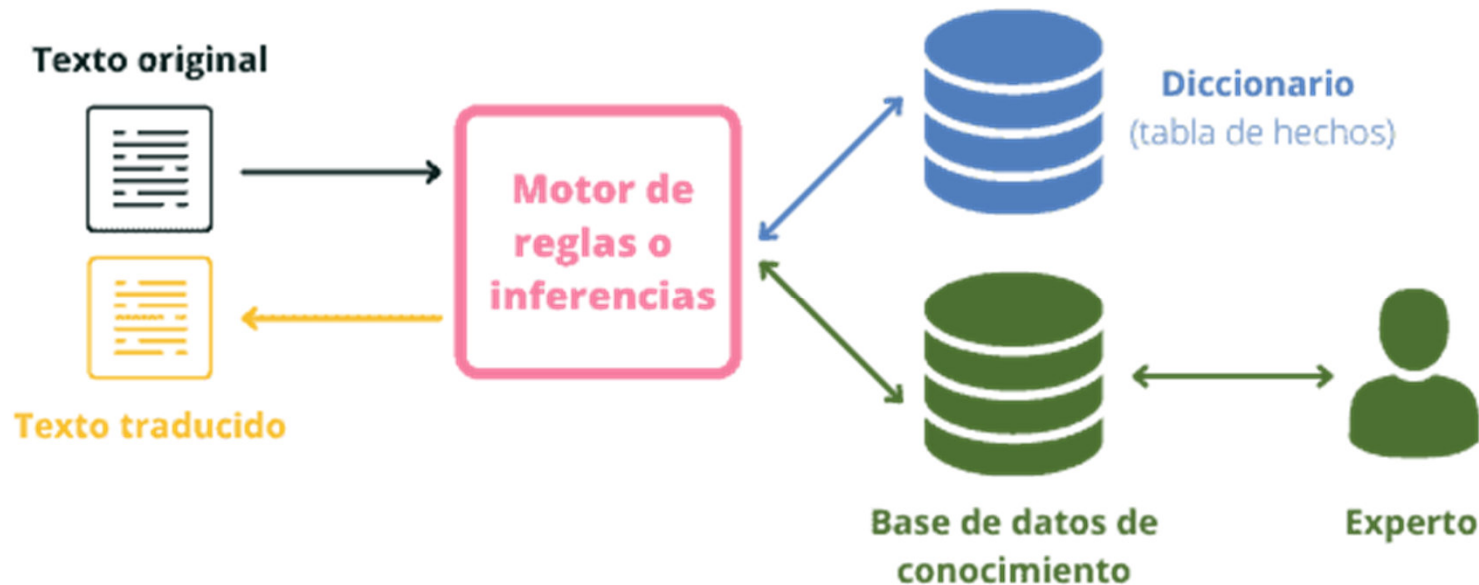 Texto original
Texto traducido
Motor de
reglas o
inferencias
Diccionario
(tabla de hechos)
Base de datos de
conocimiento
Experto